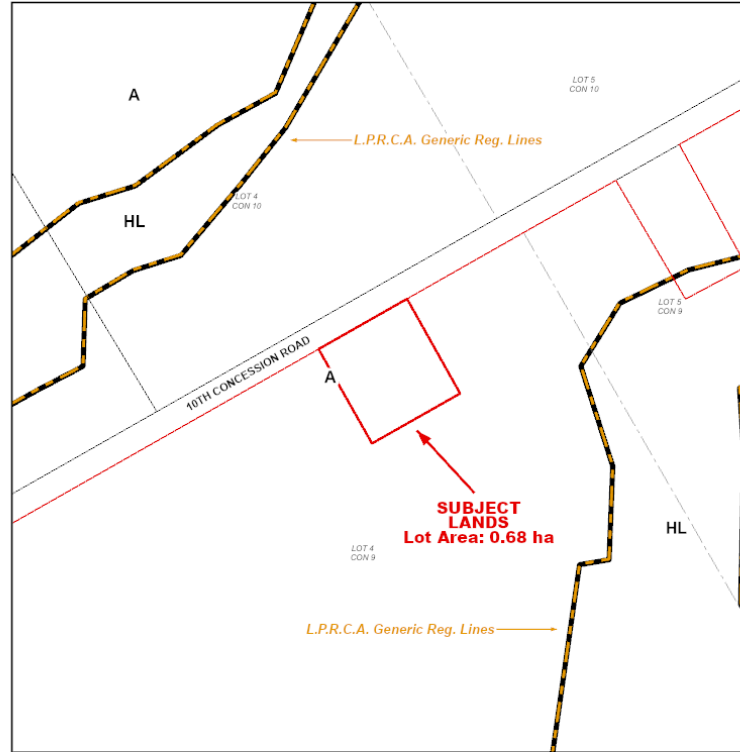 LOT 5
CON 10
A
L.P.R.C.A. Generic Reg. Lines
LOT 4
CON 10
HL
LOT 5
CON 9
10TH CONCESSION ROAD
A
SUBJECT
LANDS
Lot Area: 0.68 ha
HL
LOT 4
CON 9
L.P.R.C.A. Generic Reg. Lines